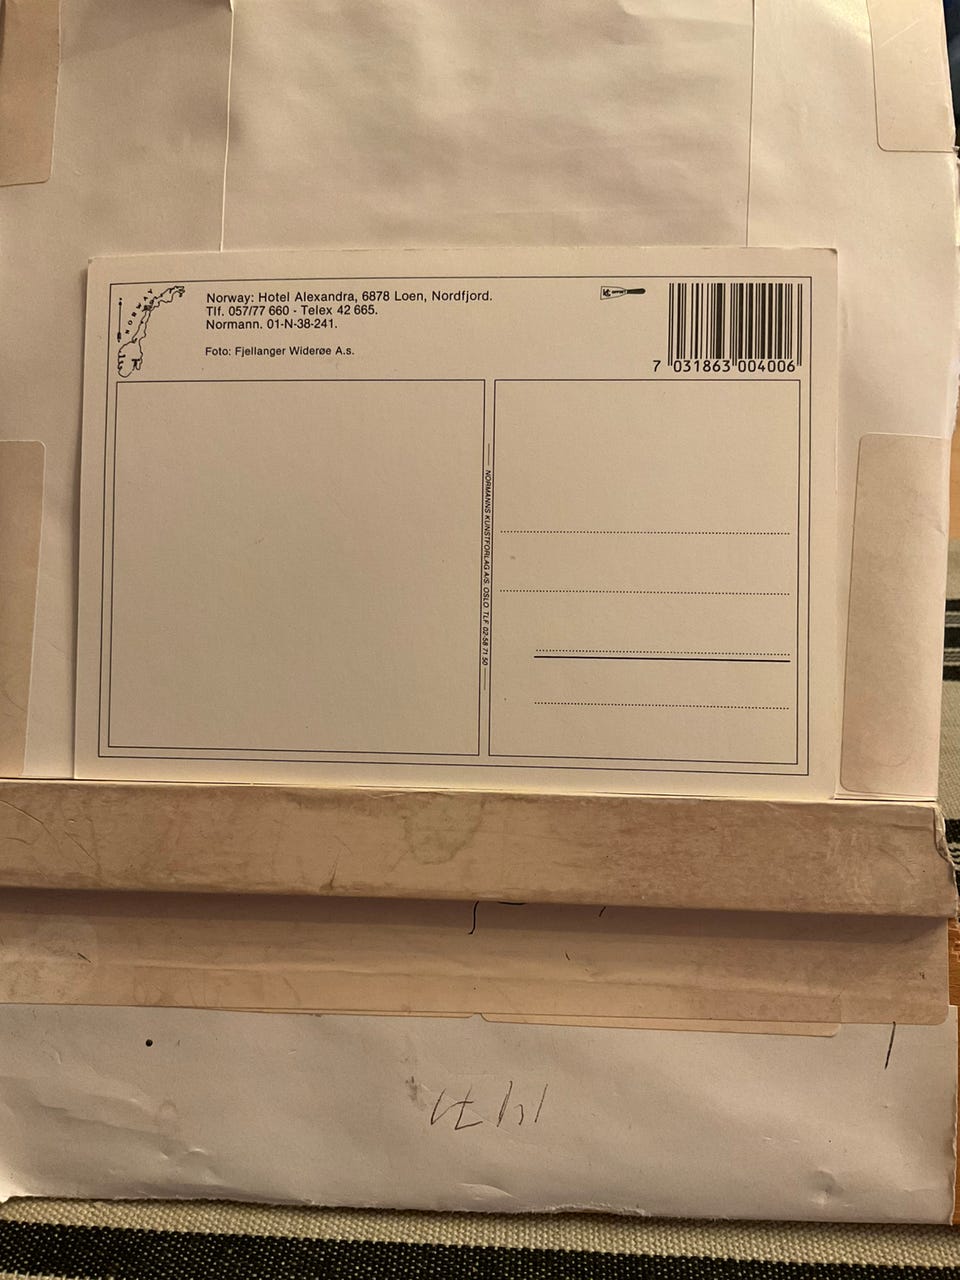 NORWAY
Norway: Hotel Alexandra, 6878 Loen, Nordfjord.
Tlf. 057/77 660 - Telex 42 665.
Normann. 01-N-38-241.
Foto: Fjellanger Widerøe A.s.
7 031863 004006
NORMANNS KUNSTFORLAG A/S. OSLO. TLF. 02-58 71 50